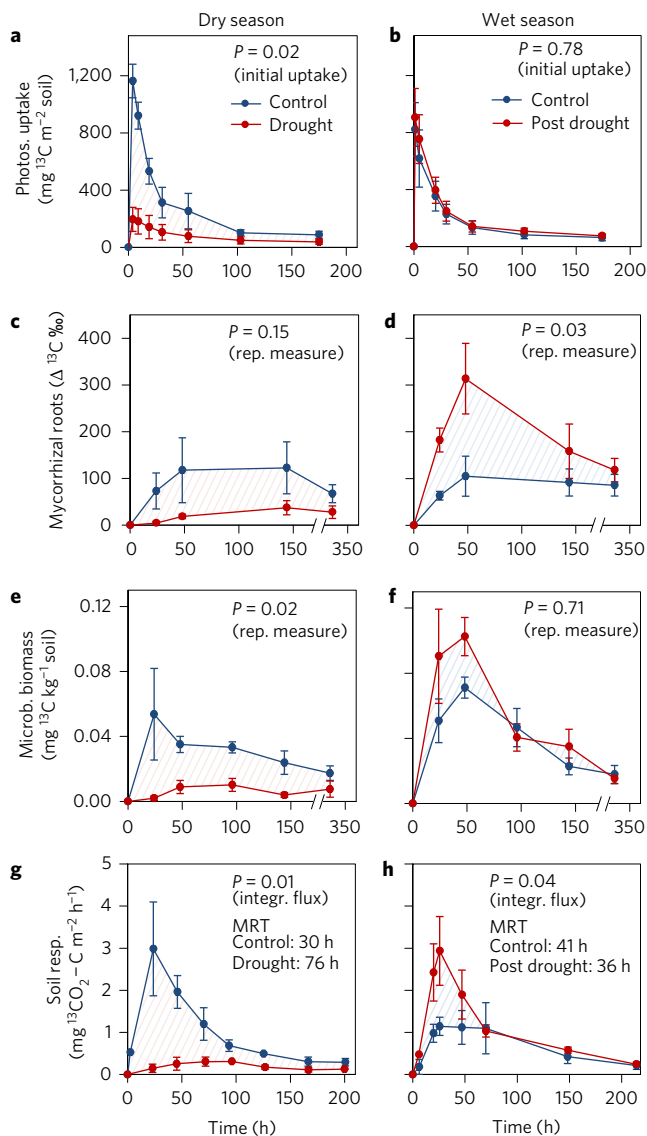 Dry season
Wet season
a
P = 0.02
(initial uptake)
Control
Drought
Photos. uptake
(mg ¹³C m⁻² soil)
1,200
800
400
0
0 50 100 150 200
b
P = 0.78
(initial uptake)
Control
Post drought
0 50 100 150 200
c
P = 0.15
(rep. measure)
Mycorrhizal roots (Δ ¹³C ‰)
400
300
200
100
0
0 50 100 150 350
d
P = 0.03
(rep. measure)
0 50 100 150 350
e
P = 0.02
(rep. measure)
Microb. biomass
(mg ¹³C kg⁻¹ soil)
0.12
0.08
0.04
0.00
0 50 100 150 350
f
P = 0.71
(rep. measure)
0 50 100 150 350
g
P = 0.01
(integr. flux)
MRT
Control: 30 h
Drought: 76 h
Soil resp.
(mg ¹³CO₂ – C m⁻² h⁻¹)
5
4
3
2
1
0
0 50 100 150 200
Time (h)
h
P = 0.04
(integr. flux)
MRT
Control: 41 h
Post drought: 36 h
0 50 100 150 200
Time (h)